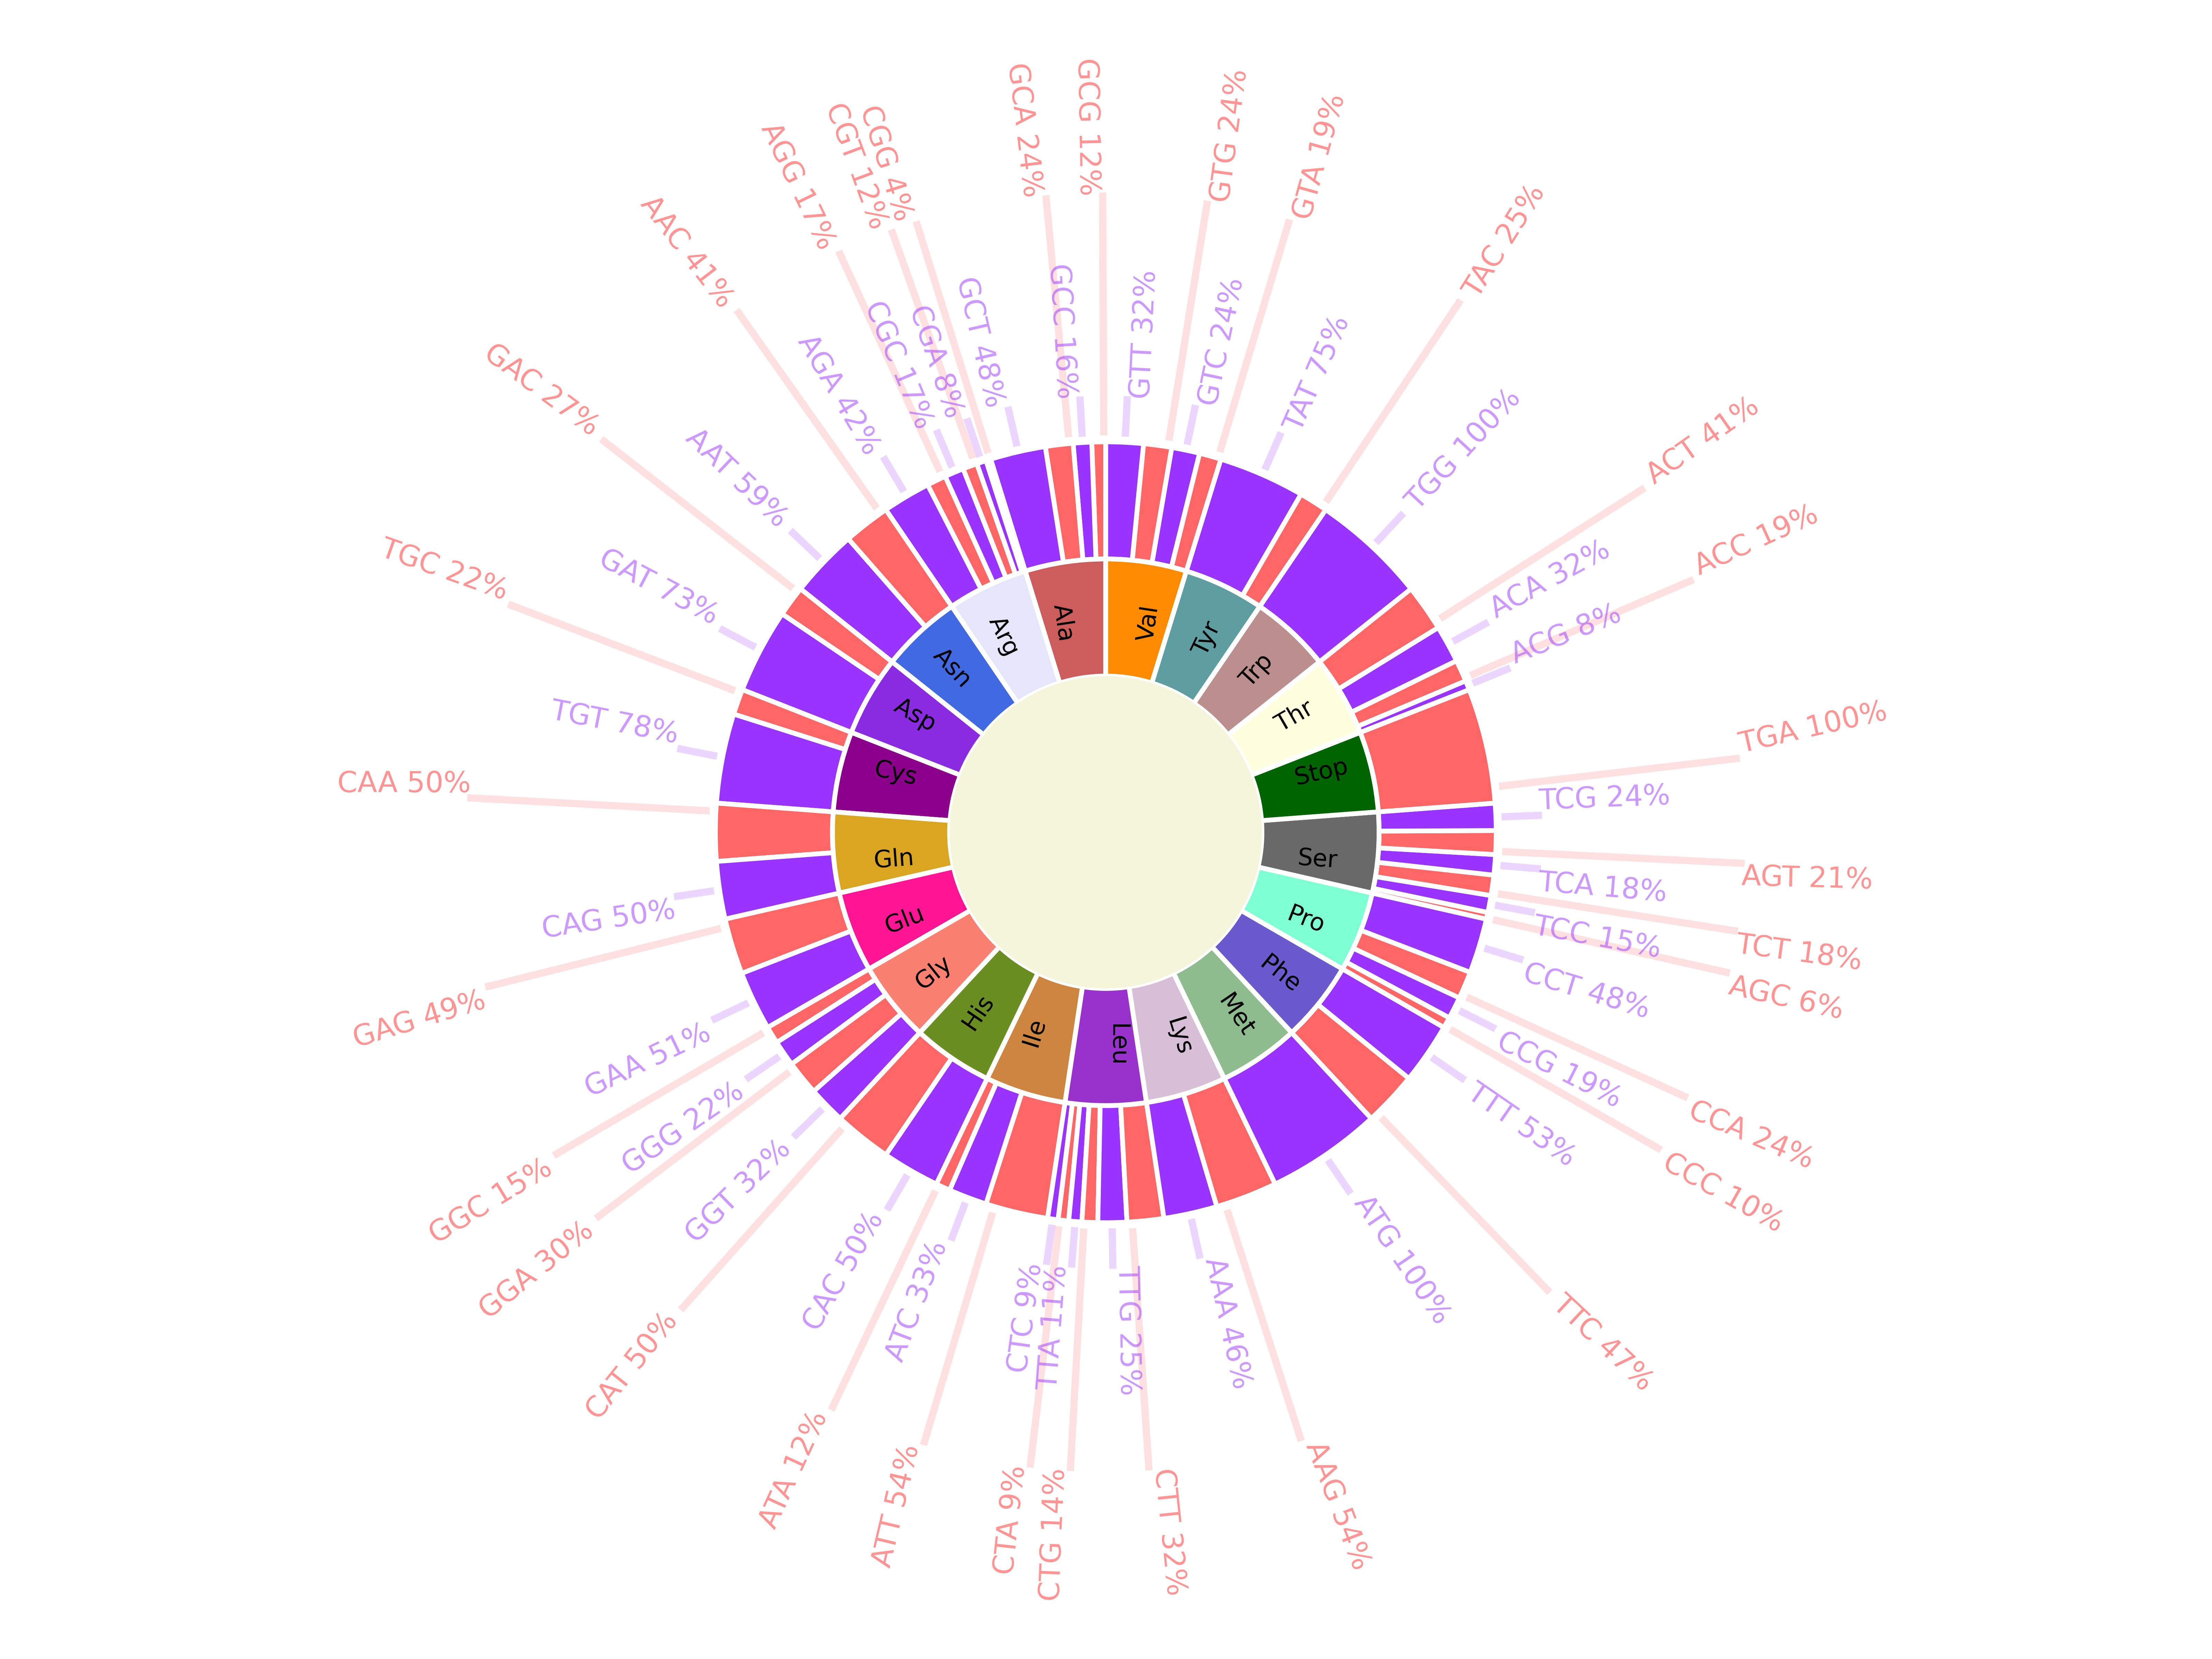 Val
Tyr
Trp
Thr
Stop
Ser
Pro
Phe
Met
Lys
Leu
Ile
His
Gly
Glu
Gln
Cys
Asp
Asn
Arg
Ala
GTT 32%
GTG 24%
GTC 24%
GTA 19%
TAT 75%
TAC 25%
TGG 100%
ACT 41%
ACA 32%
ACC 19%
ACG 8%
TGA 100%
TCG 24%
AGT 21%
TCA 18%
TCT 18%
TCC 15%
AGC 6%
CCT 48%
CCA 24%
CCG 19%
CCC 10%
TTT 53%
TTC 47%
ATG 100%
AAG 54%
AAA 46%
CTT 32%
TTG 25%
CTG 14%
TTA 11%
CTA 9%
CTC 9%
ATT 54%
ATC 33%
ATA 12%
CAC 50%
CAT 50%
GGT 32%
GGA 30%
GGG 22%
GGC 15%
GAA 51%
GAG 49%
CAG 50%
CAA 50%
TGT 78%
TGC 22%
GAT 73%
GAC 27%
AAT 59%
AAC 41%
AGA 42%
AGG 17%
CGC 17%
CGT 12%
CGA 8%
CGG 4%
GCT 48%
GCA 24%
GCC 16%
GCG 12%